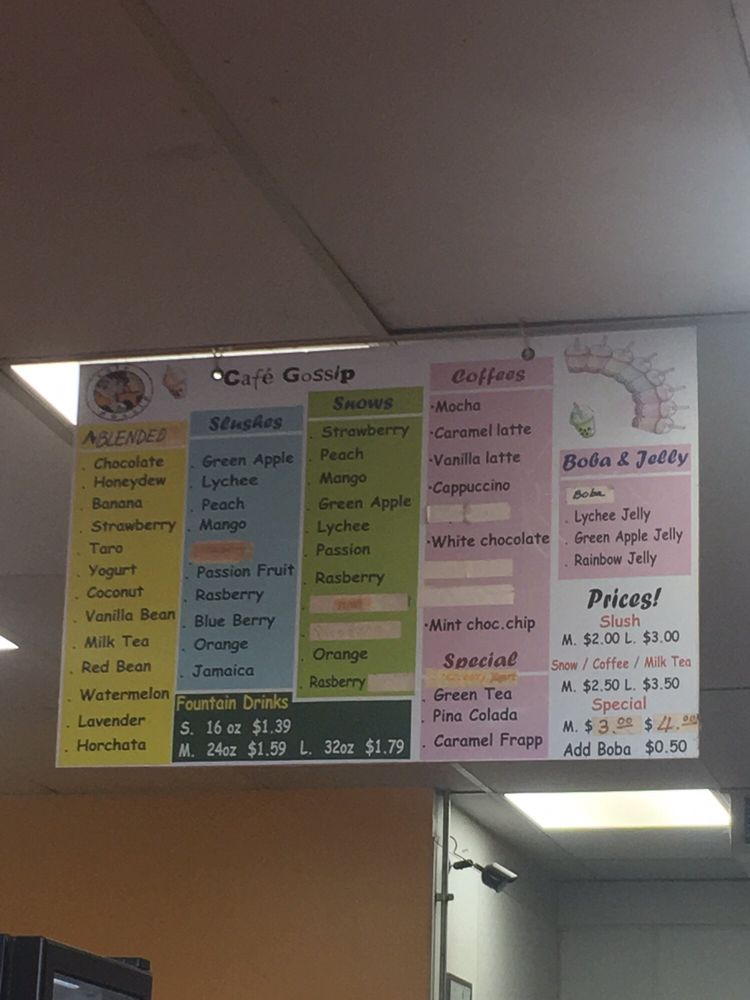 Café Gossip
BLENDED
. Chocolate
. Honeydew
. Banana
. Strawberry
. Taro
. Yogurt
. Coconut
. Vanilla Bean
. Milk Tea
. Red Bean
. Watermelon
. Lavender
. Horchata
Slushes
. Green Apple
. Lychee
. Peach
. Mango
. Passion Fruit
. Rasberry
. Blue Berry
. Orange
. Jamaica
Snows
. Strawberry
. Peach
. Mango
. Green Apple
. Lychee
. Passion
. Rasberry
. Orange
. Rasberry
Fountain Drinks
S. 16 oz $1.39
M. 24oz $1.59 L. 32oz $1.79
Coffees
·Mocha
·Caramel latte
·Vanilla latte
·Cappuccino
·White chocolate
·Mint choc.chip
Special
. Green Tea
. Pina Colada
. Caramel Frapp
Boba & Jelly
Boba
. Lychee Jelly
. Green Apple Jelly
. Rainbow Jelly
Prices!
Slush
M. $2.00 L. $3.00
Snow / Coffee / Milk Tea
M. $2.50 L. $3.50
Special
M. $ 3.00 $ 4.00
Add Boba $0.50